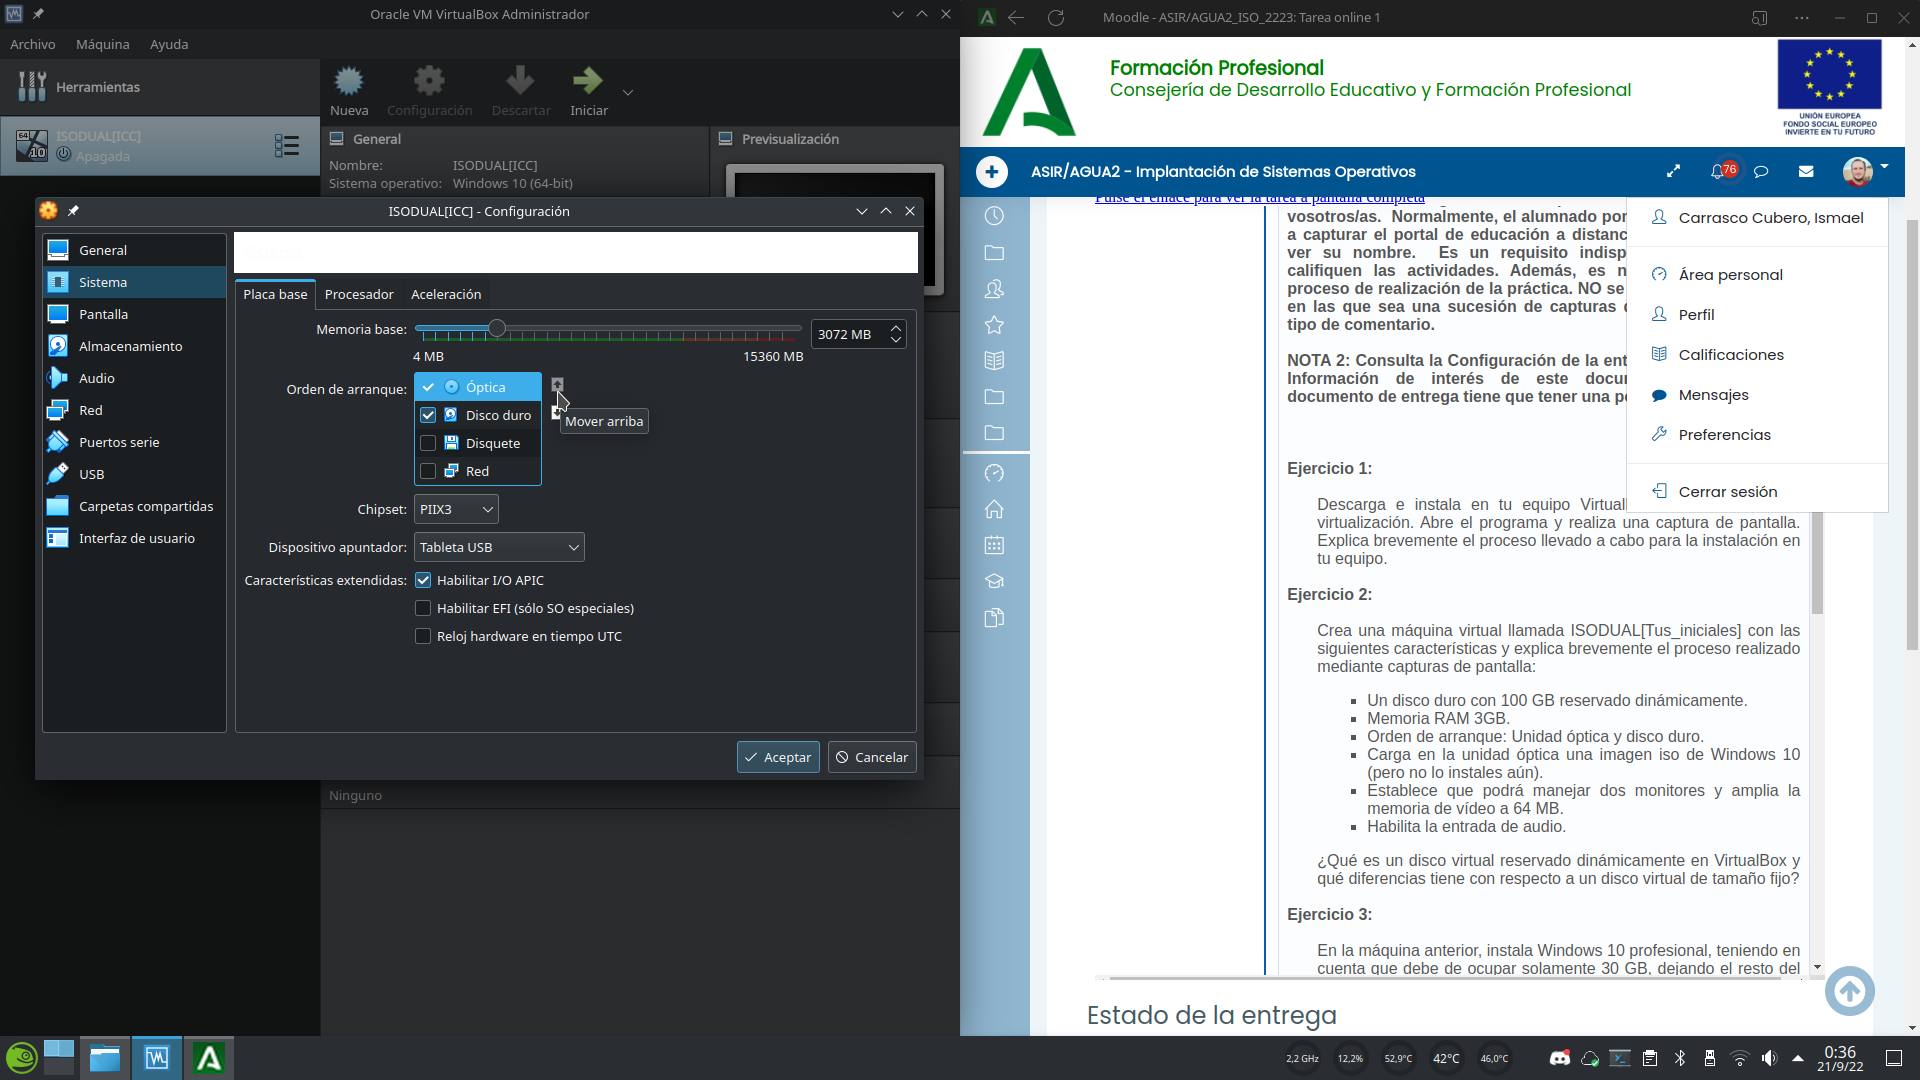 Oracle VM VirtualBox Administrador
Archivo Máquina Ayuda
Herramientas
ISODUAL[ICC]
Apagada
64
10
Nueva Configuración Descartar Iniciar
General
Nombre: ISODUAL[ICC]
Sistema operativo: Windows 10 (64-bit)
Previsualización
ISODUAL[ICC] - Configuración
General
Sistema
Pantalla
Almacenamiento
Audio
Red
Puertos serie
USB
Carpetas compartidas
Interfaz de usuario
Placa base Procesador Aceleración
Memoria base: 3072 MB
4 MB 15360 MB
Orden de arranque: Óptica
Disco duro
Disquete
Red
Mover arriba
Chipset: PIIX3
Dispositivo apuntador: Tableta USB
Características extendidas: Habilitar I/O APIC
Habilitar EFI (sólo SO especiales)
Reloj hardware en tiempo UTC
Aceptar Cancelar
Ninguno
Moodle - ASIR/AGUA2_ISO_2223: Tarea online 1
Formación Profesional
Consejería de Desarrollo Educativo y Formación Profesional
UNIÓN EUROPEA
FONDO SOCIAL EUROPEO
INVIERTE EN TU FUTURO
ASIR/AGUA2 - Implantación de Sistemas Operativos
76
Pulse el enlace para ver la tarea a pantalla completa
vosotros/as. Normalmente, el alumnado por
a capturar el portal de educación a distanc
ver su nombre. Es un requisito indisp
califiquen las actividades. Además, es n
proceso de realización de la práctica. NO se
en las que sea una sucesión de capturas
tipo de comentario.
NOTA 2: Consulta la Configuración de la ent
Información de interés de este docu
documento de entrega tiene que tener una p
Carrasco Cubero, Ismael
Área personal
Perfil
Calificaciones
Mensajes
Preferencias
Cerrar sesión
Ejercicio 1:
Descarga e instala en tu equipo Virtual
virtualización. Abre el programa y realiza una captura de pantalla.
Explica brevemente el proceso llevado a cabo para la instalación en
tu equipo.
Ejercicio 2:
Crea una máquina virtual llamada ISODUAL[Tus_iniciales] con las
siguientes características y explica brevemente el proceso realizado
mediante capturas de pantalla:
Un disco duro con 100 GB reservado dinámicamente.
Memoria RAM 3GB.
Orden de arranque: Unidad óptica y disco duro.
Carga en la unidad óptica una imagen iso de Windows 10
(pero no lo instales aún).
Establece que podrá manejar dos monitores y amplia la
memoria de vídeo a 64 MB.
Habilita la entrada de audio.
¿Qué es un disco virtual reservado dinámicamente en VirtualBox y
qué diferencias tiene con respecto a un disco virtual de tamaño fijo?
Ejercicio 3:
En la máquina anterior, instala Windows 10 profesional, teniendo en
cuenta que debe de ocupar solamente 30 GB, dejando el resto del
Estado de la entrega
2,2 GHz 12,2% 52,9°C 42°C 46,0°C
0:36
21/9/22